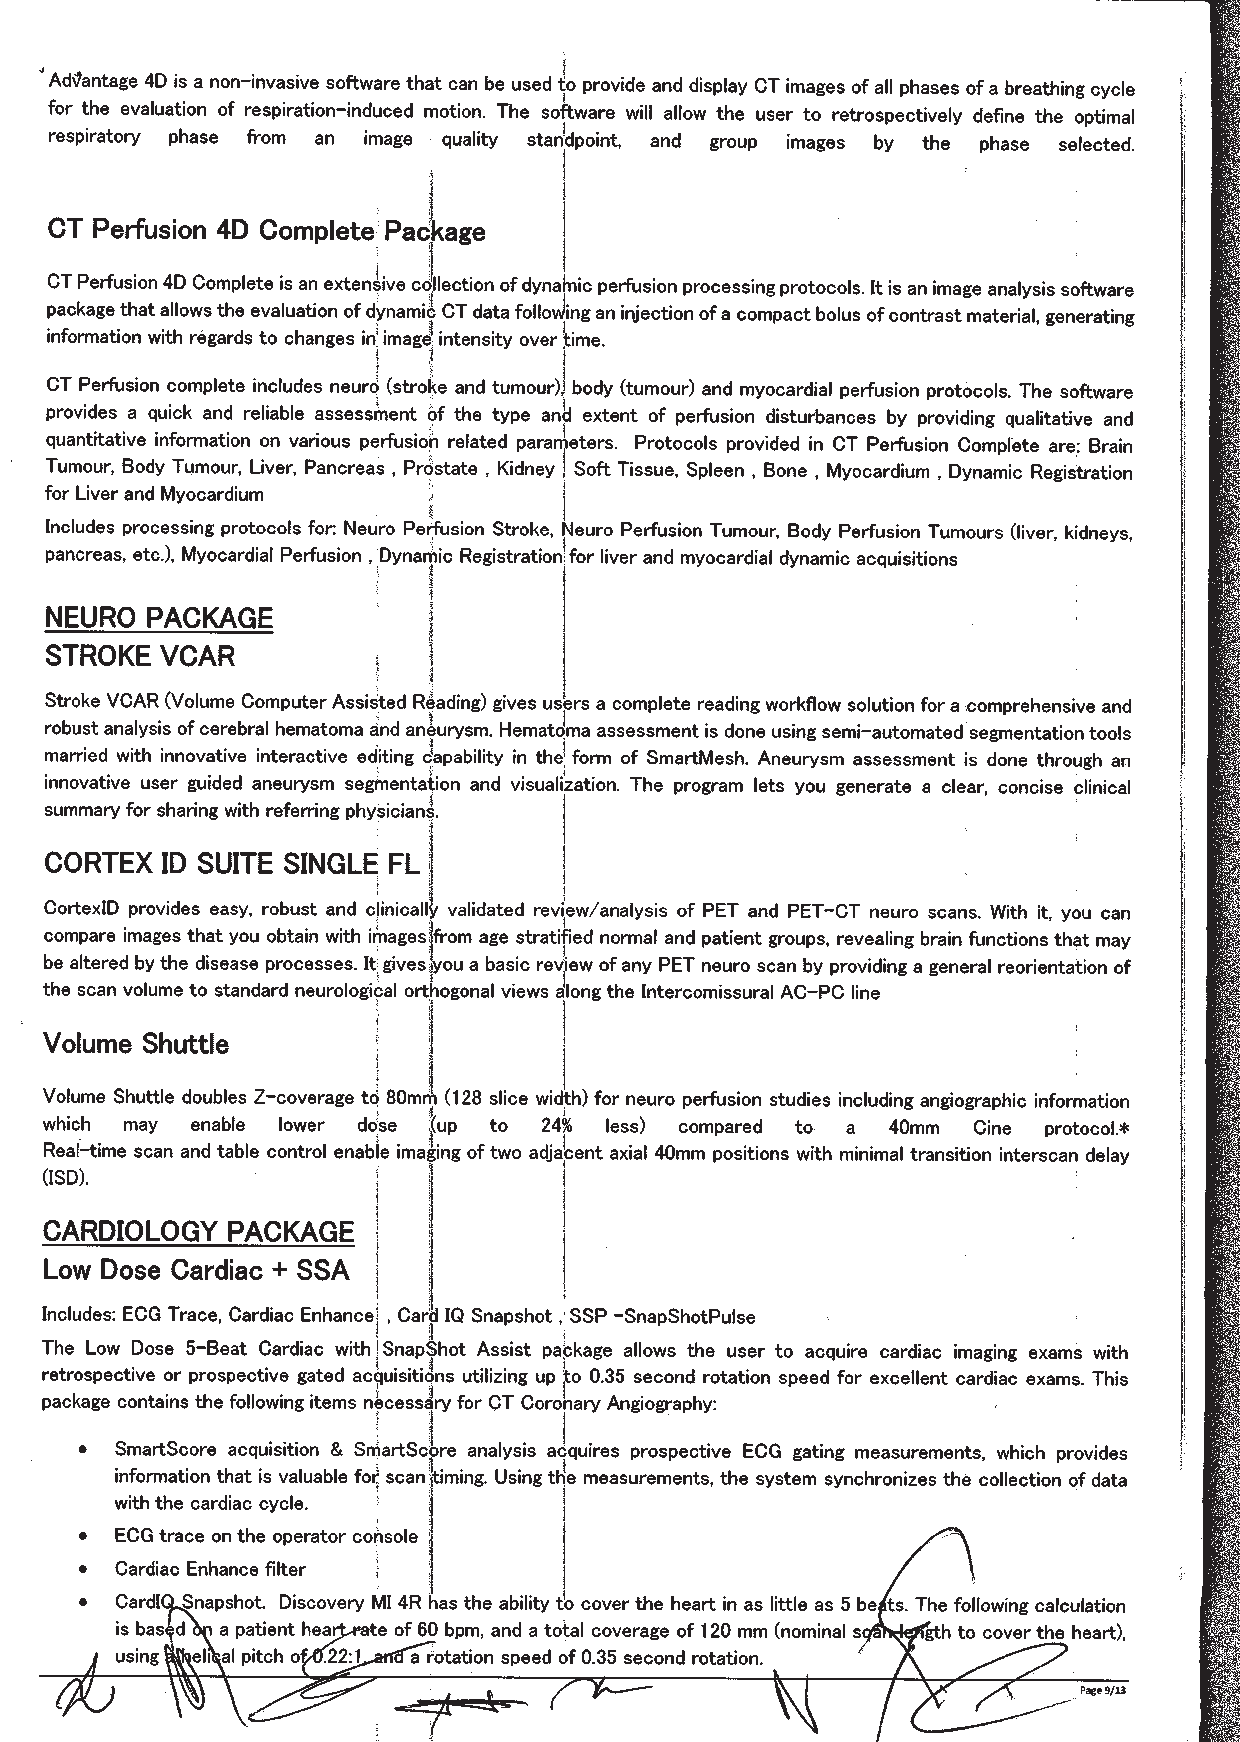 AdVantage 4D is a non-invasive software that can be used to provide and display CT images of all phases of a breathing cycle
for the evaluation of respiration-induced motion. The software will allow the user to retrospectively define the optimal
respiratory phase from an image quality standpoint, and group images by the phase selected.
CT Perfusion 4D Complete Package
CT Perfusion 4D Complete is an extensive collection of dynamic perfusion processing protocols. It is an image analysis software
package that allows the evaluation of dynamic CT data following an injection of a compact bolus of contrast material, generating
information with regards to changes in image intensity over time.
CT Perfusion complete includes neuro (stroke and tumour), body (tumour) and myocardial perfusion protocols. The software
provides a quick and reliable assessment of the type and extent of perfusion disturbances by providing qualitative and
quantitative information on various perfusion related parameters. Protocols provided in CT Perfusion Complete are: Brain
Tumour, Body Tumour, Liver, Pancreas , Prostate , Kidney , Soft Tissue, Spleen , Bone , Myocardium , Dynamic Registration
for Liver and Myocardium
Includes processing protocols for: Neuro Perfusion Stroke, Neuro Perfusion Tumour, Body Perfusion Tumours (liver, kidneys,
pancreas, etc.), Myocardial Perfusion , Dynamic Registration for liver and myocardial dynamic acquisitions
NEURO PACKAGE
STROKE VCAR
Stroke VCAR (Volume Computer Assisted Reading) gives users a complete reading workflow solution for a comprehensive and
robust analysis of cerebral hematoma and aneurysm. Hematoma assessment is done using semi-automated segmentation tools
married with innovative interactive editing capability in the form of SmartMesh. Aneurysm assessment is done through an
innovative user guided aneurysm segmentation and visualization. The program lets you generate a clear, concise clinical
summary for sharing with referring physicians.
CORTEX ID SUITE SINGLE FL
CortexID provides easy, robust and clinically validated review/analysis of PET and PET-CT neuro scans. With it, you can
compare images that you obtain with images from age stratified normal and patient groups, revealing brain functions that may
be altered by the disease processes. It gives you a basic review of any PET neuro scan by providing a general reorientation of
the scan volume to standard neurological orthogonal views along the Intercomissural AC-PC line
Volume Shuttle
Volume Shuttle doubles Z-coverage to 80mm (128 slice width) for neuro perfusion studies including angiographic information
which may enable lower dose (up to 24% less) compared to a 40mm Cine protocol.*
Real-time scan and table control enable imaging of two adjacent axial 40mm positions with minimal transition interscan delay
(ISD).
CARDIOLOGY PACKAGE
Low Dose Cardiac + SSA
Includes: ECG Trace, Cardiac Enhance , Card IQ Snapshot , SSP -SnapShotPulse
The Low Dose 5-Beat Cardiac with SnapShot Assist package allows the user to acquire cardiac imaging exams with
retrospective or prospective gated acquisitions utilizing up to 0.35 second rotation speed for excellent cardiac exams. This
package contains the following items necessary for CT Coronary Angiography:
• SmartScore acquisition & SmartScore analysis acquires prospective ECG gating measurements, which provides
information that is valuable for scan timing. Using the measurements, the system synchronizes the collection of data
with the cardiac cycle.
• ECG trace on the operator console
• Cardiac Enhance filter
• CardIQ Snapshot. Discovery MI 4R has the ability to cover the heart in as little as 5 beats. The following calculation
is based on a patient heart rate of 60 bpm, and a total coverage of 120 mm (nominal scan length to cover the heart),
using a helical pitch of 0.22:1 and a rotation speed of 0.35 second rotation.
Page 9/13